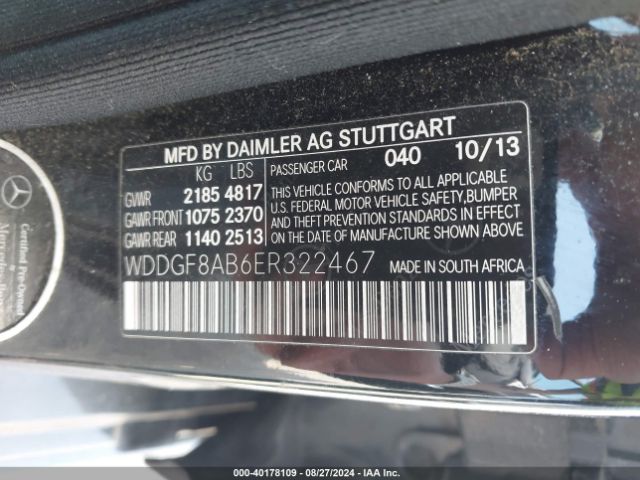 MFD BY DAIMLER AG STUTTGART
KG LBS PASSENGER CAR 040 10/13
GVWR 2185 4817
GAWR FRONT 1075 2370
GAWR REAR 1140 2513
THIS VEHICLE CONFORMS TO ALL APPLICABLE
U.S. FEDERAL MOTOR VEHICLE SAFETY, BUMPER
AND THEFT PREVENTION STANDARDS IN EFFECT
ON THE DATE OF MANUFACTURE SHOWN ABOVE
WDDGF8AB6ER322467 MADE IN SOUTH AFRICA
Certified Pre-Owned
000-40178109 - 08/27/2024 - IAA Inc.